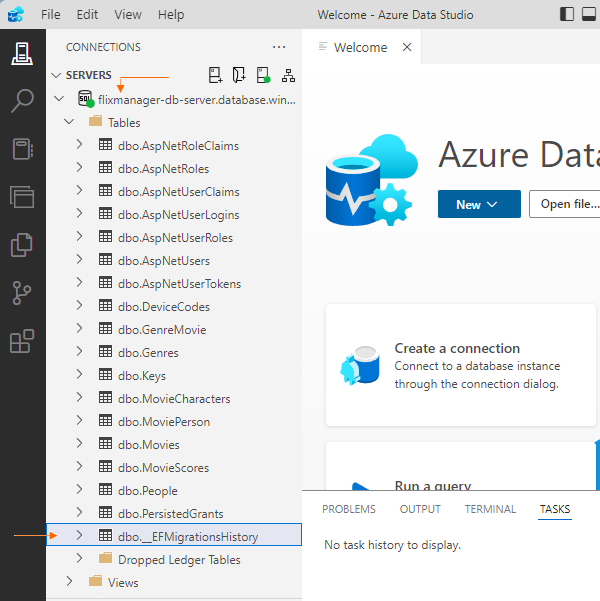 File Edit View Help
Welcome - Azure Data Studio
CONNECTIONS
Welcome
SERVERS
flixmanager-db-server.database.win...
Tables
dbo.AspNetRoleClaims
dbo.AspNetRoles
dbo.AspNetUserClaims
dbo.AspNetUserLogins
dbo.AspNetUserRoles
dbo.AspNetUsers
dbo.AspNetUserTokens
dbo.DeviceCodes
dbo.GenreMovie
dbo.Genres
dbo.Keys
dbo.MovieCharacters
dbo.MoviePerson
dbo.Movies
dbo.MovieScores
dbo.People
dbo.PersistedGrants
dbo.__EFMigrationsHistory
Dropped Ledger Tables
Views
Azure Data
New
Open file...
Create a connection
Connect to a database instance
through the connection dialog.
Run a query
PROBLEMS OUTPUT TERMINAL TASKS
No task history to display.